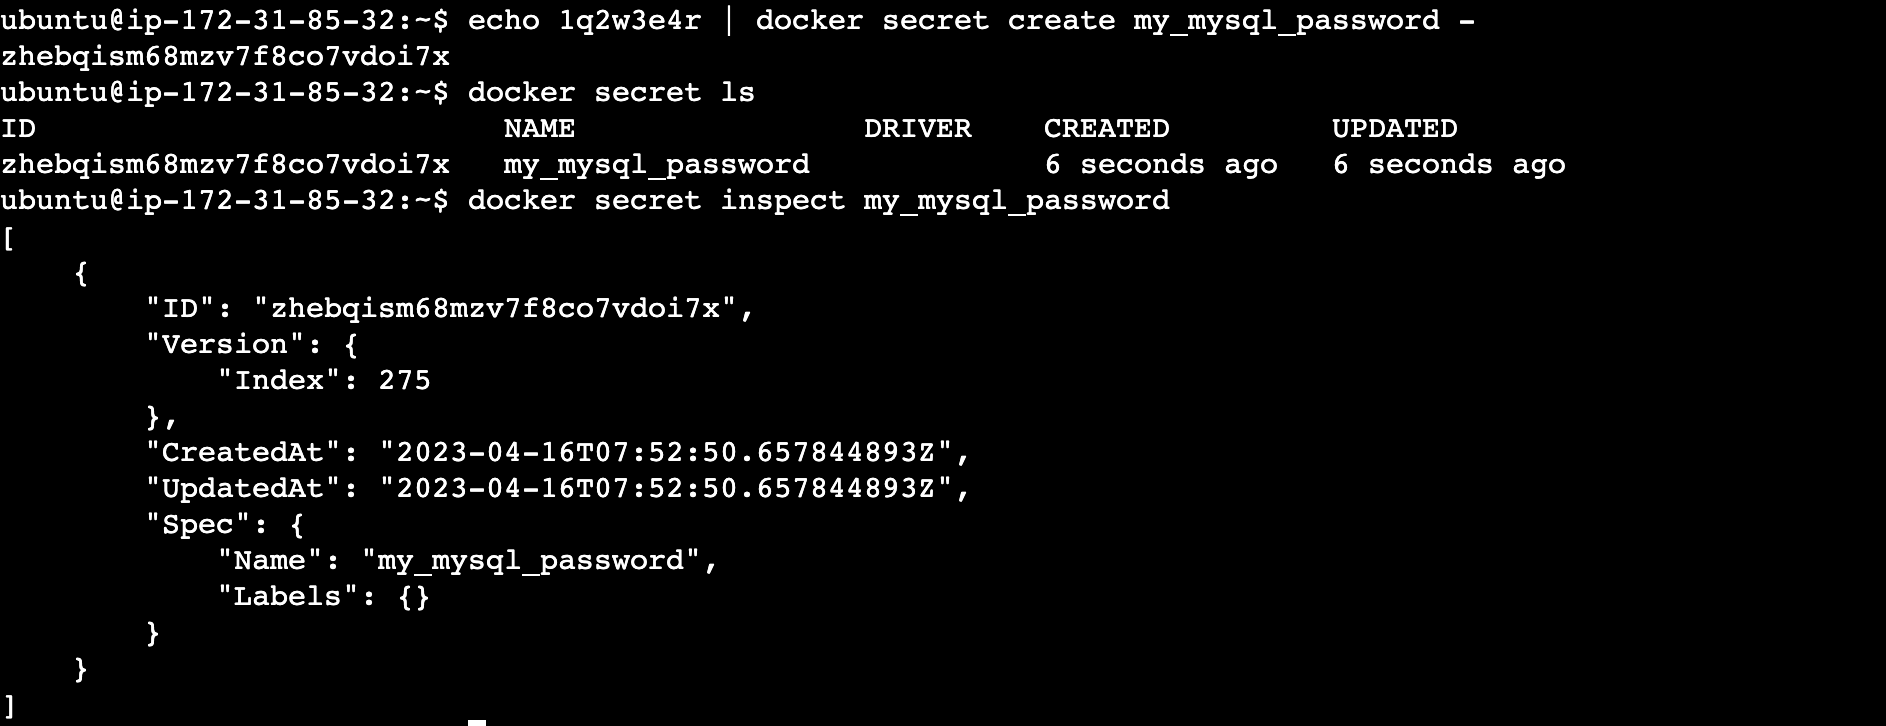 ubuntu@ip-172-31-85-32:~$ echo 1q2w3e4r | docker secret create my_mysql_password -
zhebqism68mzv7f8co7vdoi7x
ubuntu@ip-172-31-85-32:~$ docker secret ls
ID                          NAME                DRIVER    CREATED         UPDATED
zhebqism68mzv7f8co7vdoi7x   my_mysql_password             6 seconds ago   6 seconds ago
ubuntu@ip-172-31-85-32:~$ docker secret inspect my_mysql_password
[
    {
        "ID": "zhebqism68mzv7f8co7vdoi7x",
        "Version": {
            "Index": 275
        },
        "CreatedAt": "2023-04-16T07:52:50.657844893Z",
        "UpdatedAt": "2023-04-16T07:52:50.657844893Z",
        "Spec": {
            "Name": "my_mysql_password",
            "Labels": {}
        }
    }
]